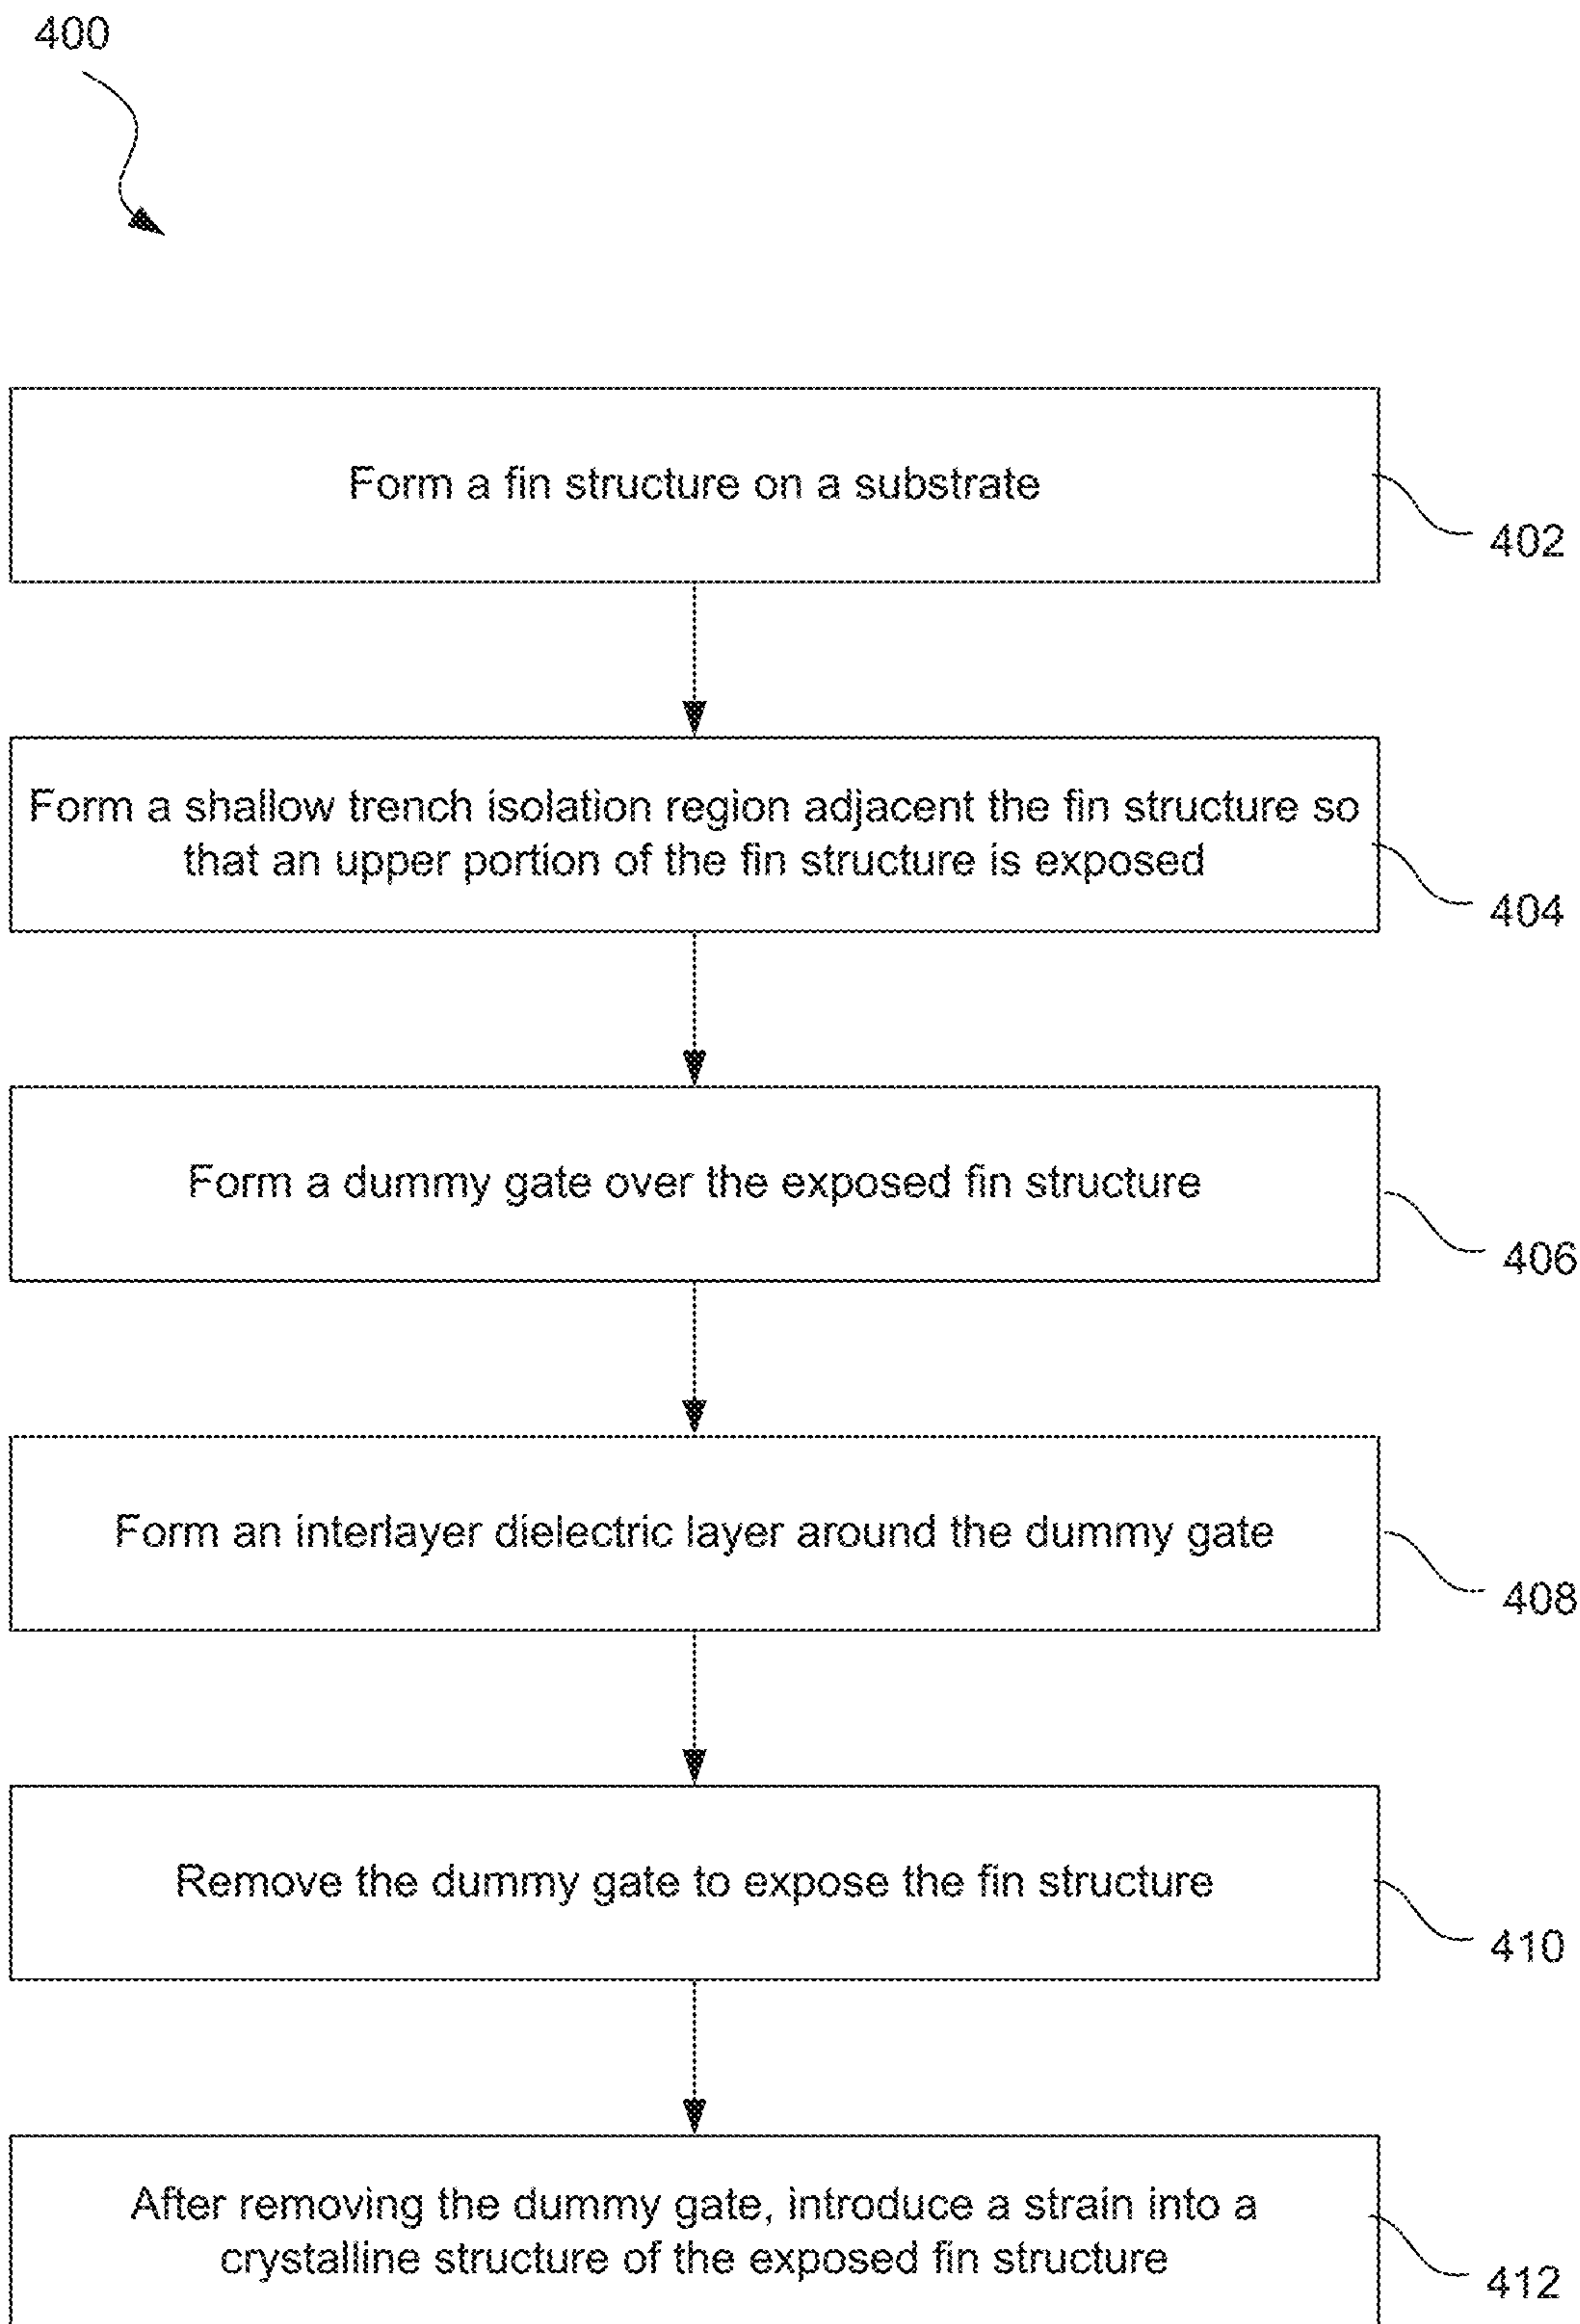 400
Form a fin structure on a substrate
402
Form a shallow trench isolation region adjacent the fin structure so
that an upper portion of the fin structure is exposed
404
Form a dummy gate over the exposed fin structure
406
Form an interlayer dielectric layer around the dummy gate
408
Remove the dummy gate to expose the fin structure
410
After removing the dummy gate, introduce a strain into a
crystalline structure of the exposed fin structure
412